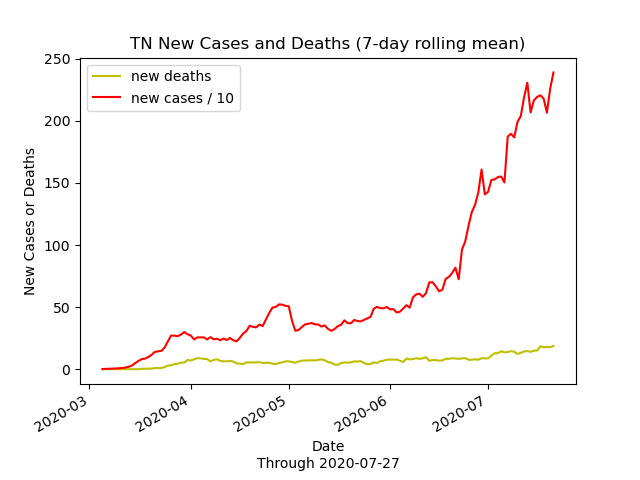 TN New Cases and Deaths (7-day rolling mean)
new deaths
new cases / 10
250
200
150
100
50
0
New Cases or Deaths
2020-03
2020-04
2020-05
2020-06
2020-07
Date
Through 2020-07-27